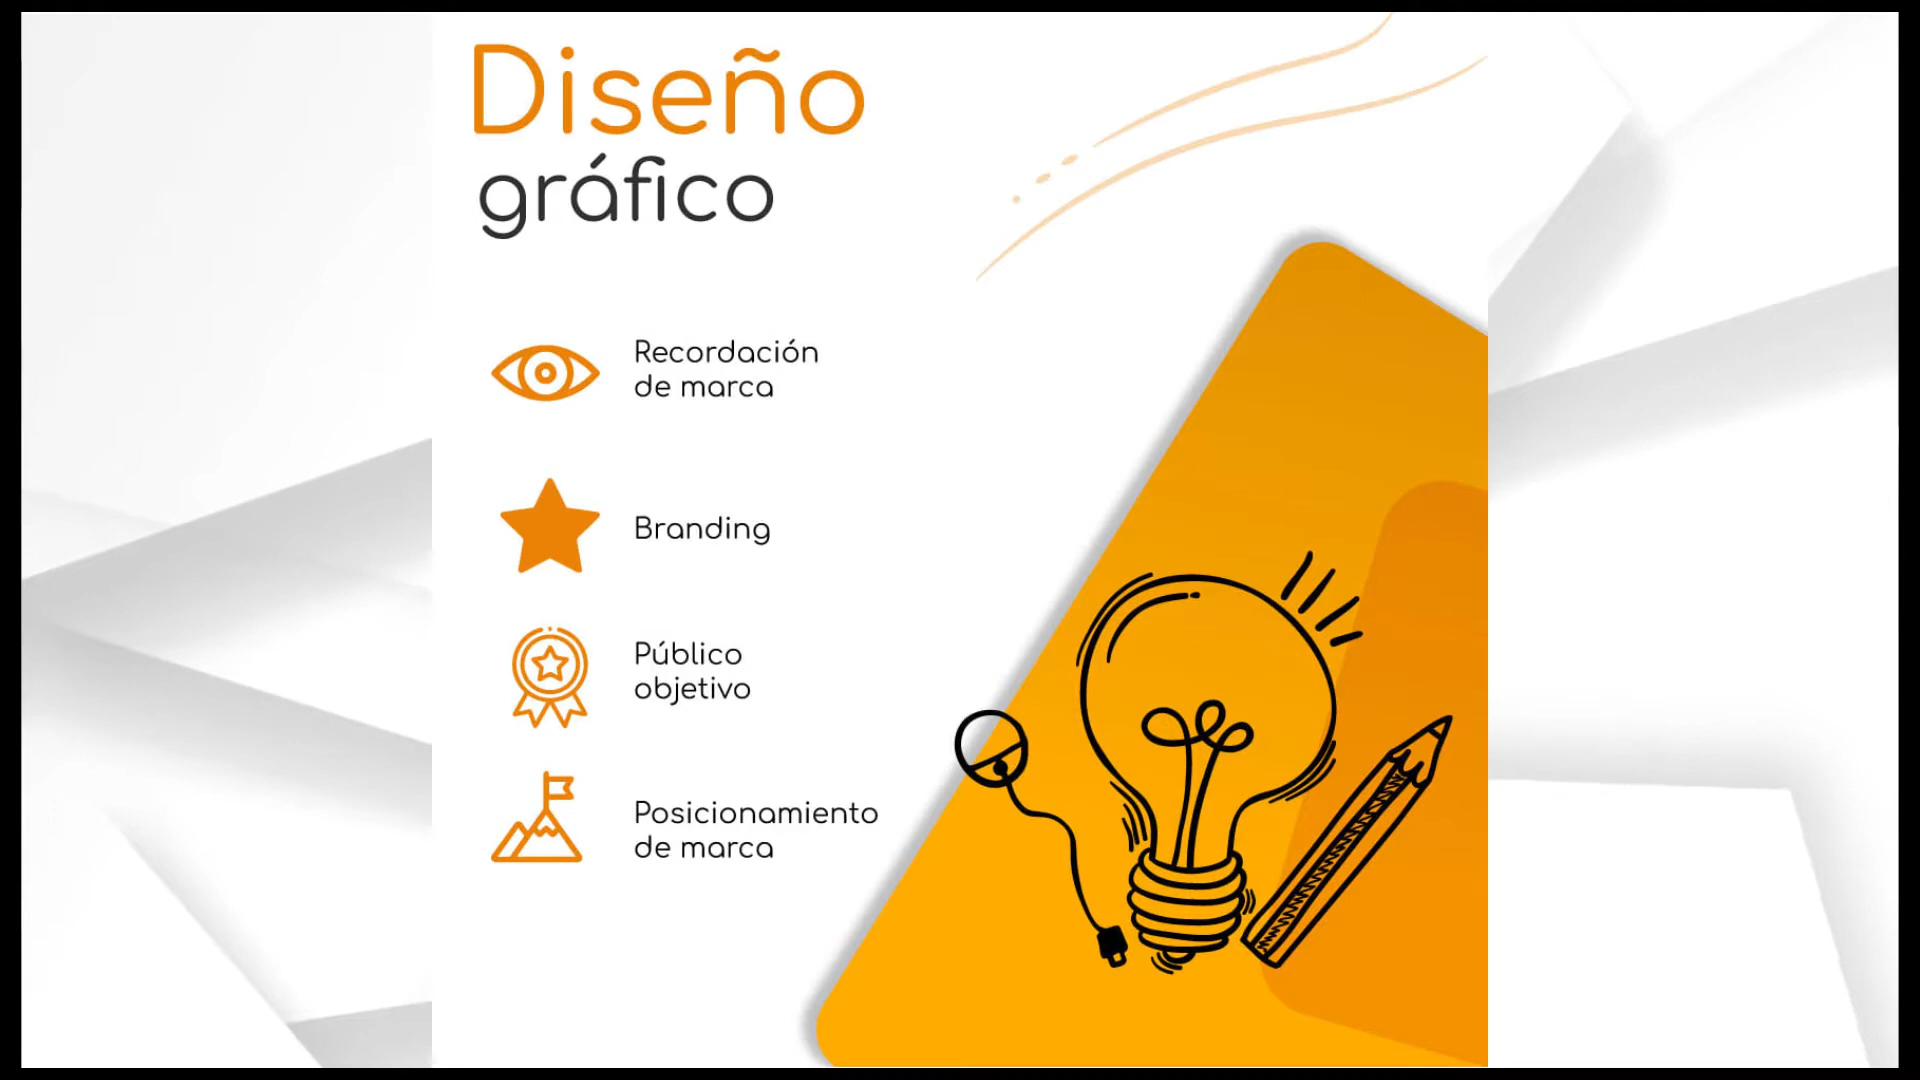 Diseño
gráfico
Recordación
de marca
Branding
Público
objetivo
Posicionamiento
de marca